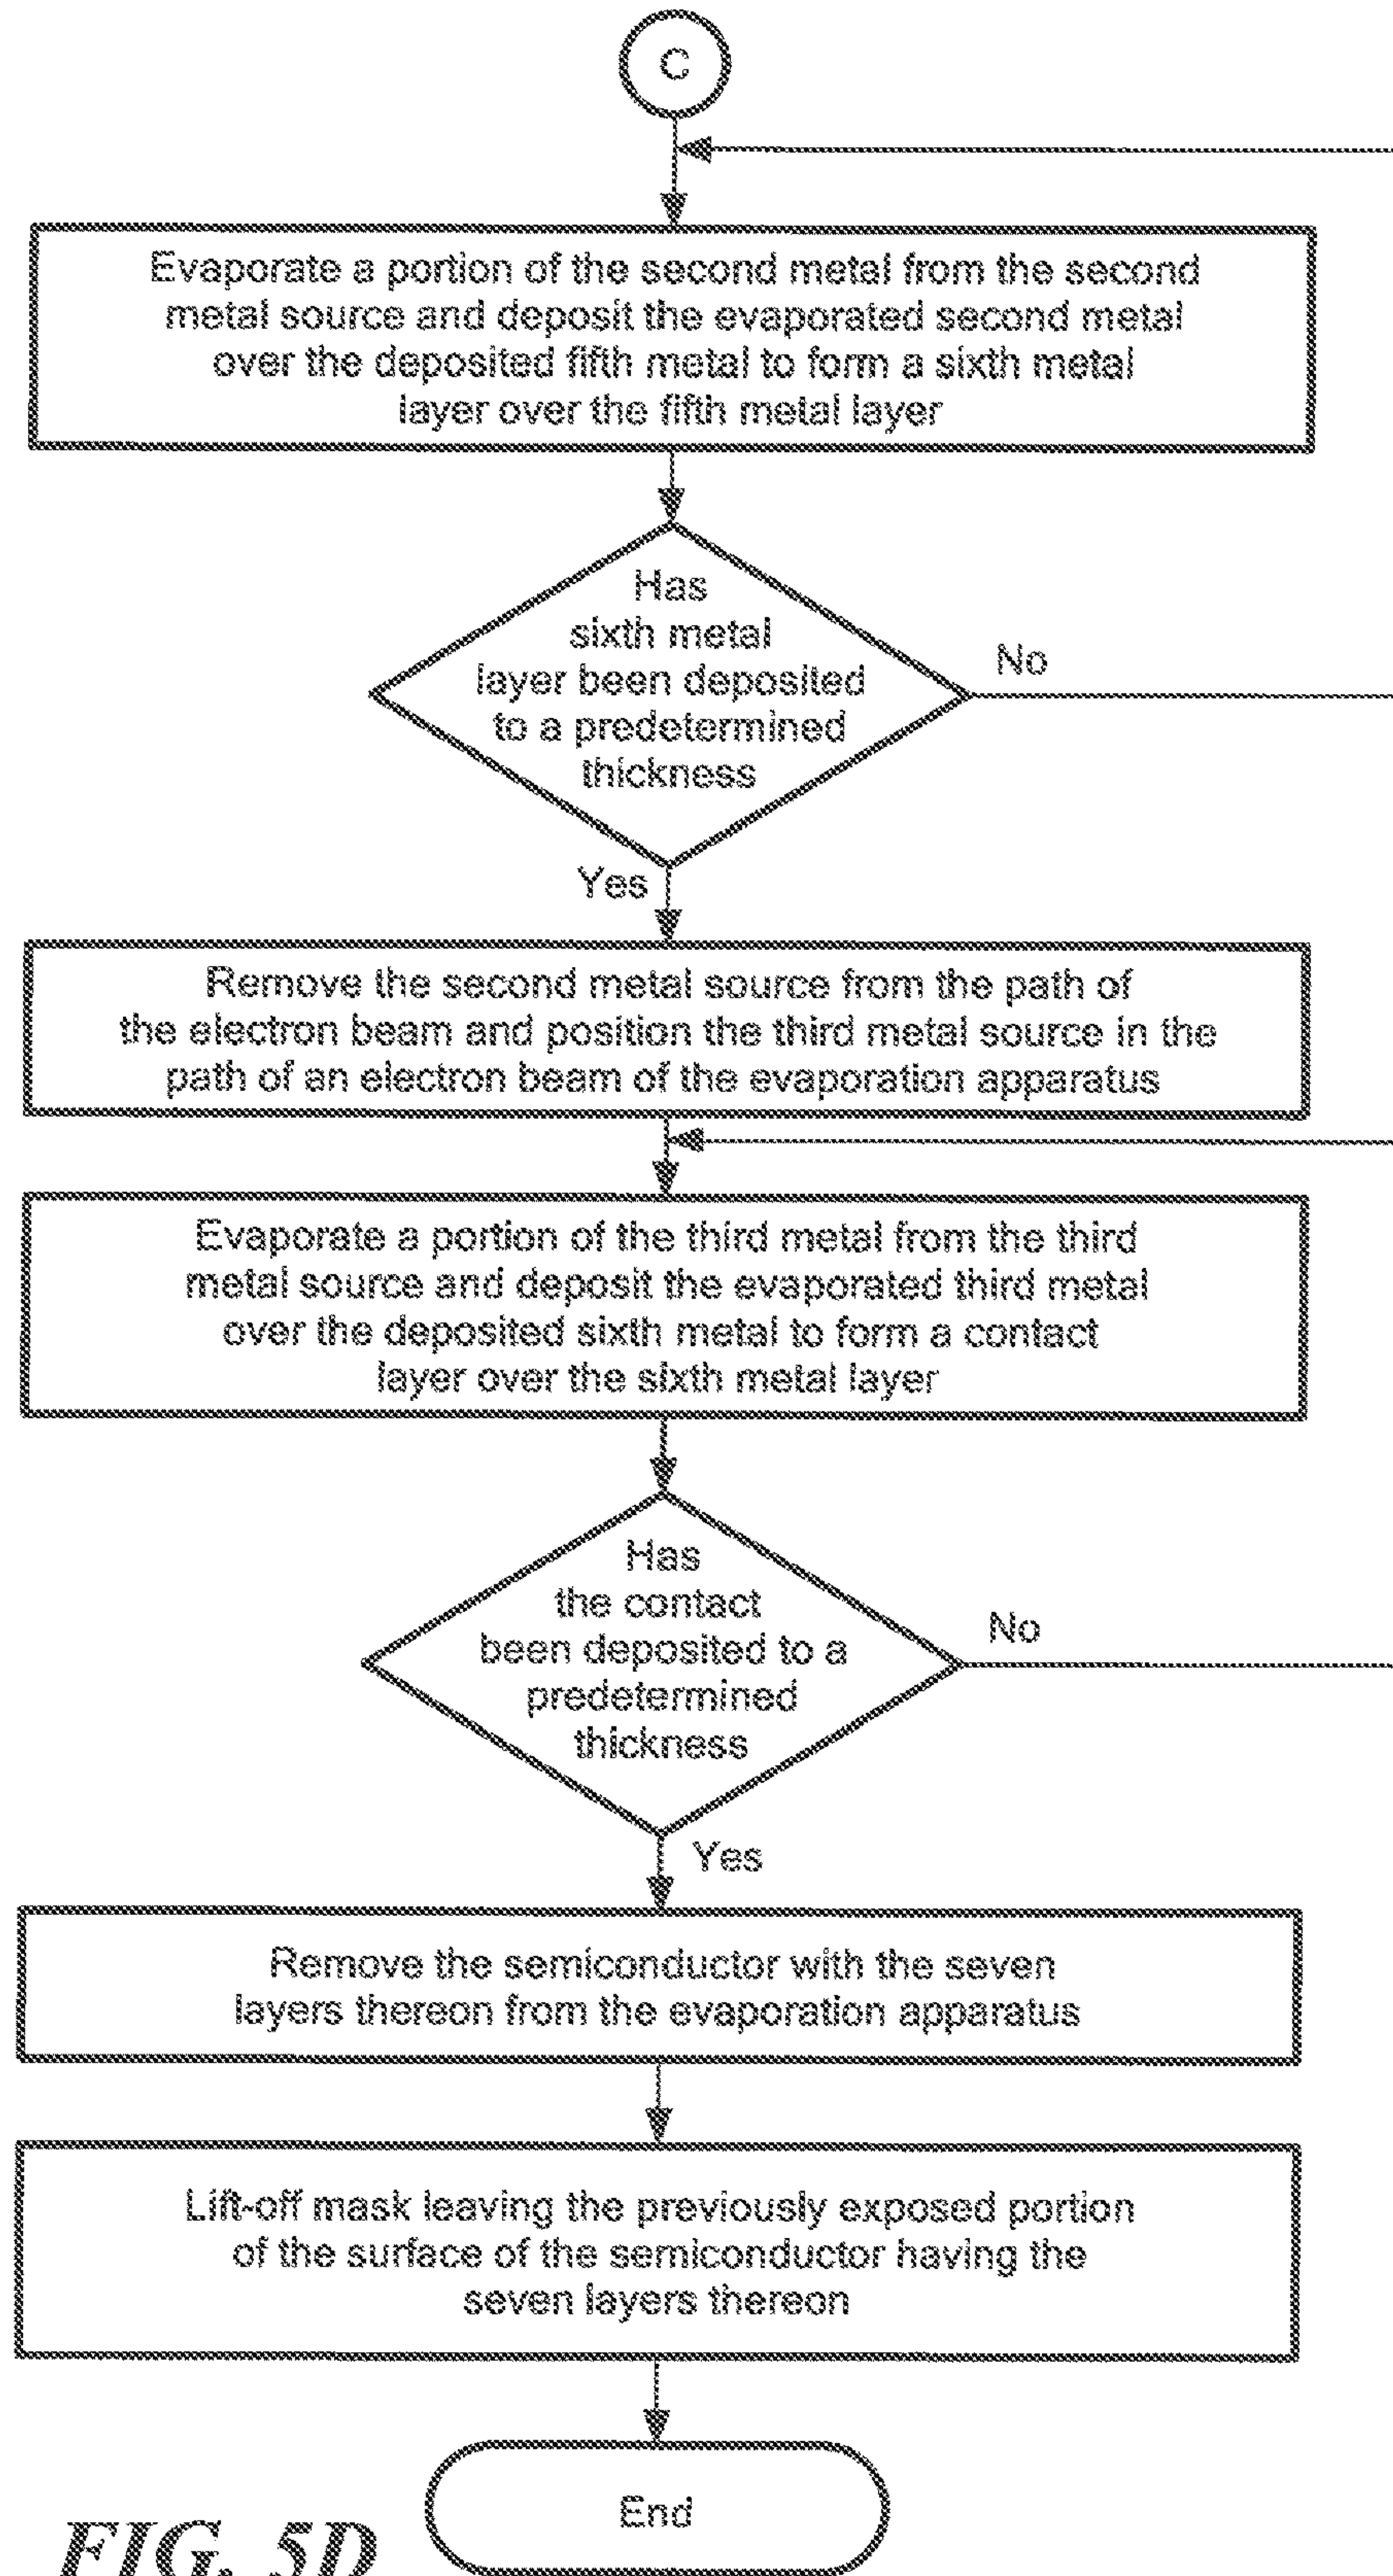 C
Evaporate a portion of the second metal from the second
metal source and deposit the evaporated second metal
over the deposited fifth metal to form a sixth metal
layer over the fifth metal layer
Has
sixth metal
layer been deposited
to a predetermined
thickness
No
Yes
Remove the second metal source from the path of
the electron beam and position the third metal source in the
path of an electron beam of the evaporation apparatus
Evaporate a portion of the third metal from the third
metal source and deposit the evaporated third metal
over the deposited sixth metal to form a contact
layer over the sixth metal layer
Has
the contact
been deposited to a
predetermined
thickness
No
Yes
Remove the semiconductor with the seven
layers thereon from the evaporation apparatus
Lift-off mask leaving the previously exposed portion
of the surface of the semiconductor having the
seven layers thereon
End
FIG. 5D